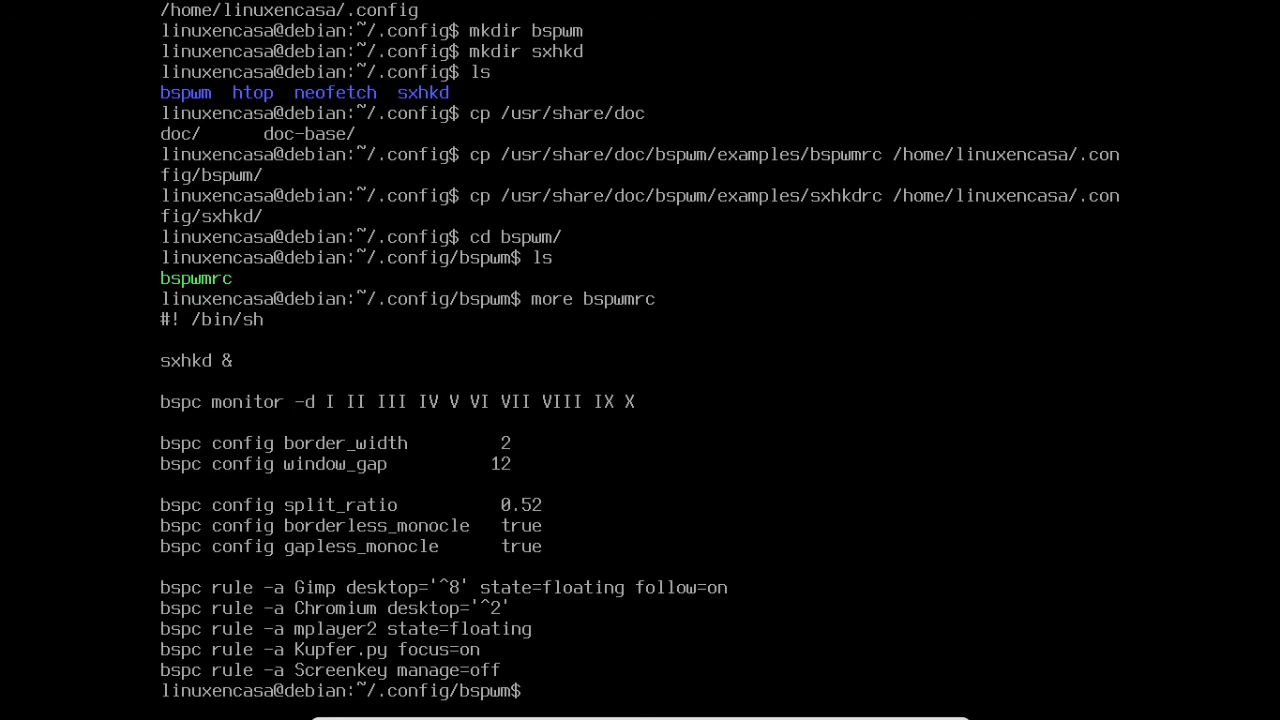 /home/linuxencasa/.config
linuxencasa@debian:~/.config$ mkdir bspwm
linuxencasa@debian:~/.config$ mkdir sxhkd
linuxencasa@debian:~/.config$ ls
bspwm  htop  neofetch  sxhkd
linuxencasa@debian:~/.config$ cp /usr/share/doc
doc/      doc-base/
linuxencasa@debian:~/.config$ cp /usr/share/doc/bspwm/examples/bspwmrc /home/linuxencasa/.con
fig/bspwm/
linuxencasa@debian:~/.config$ cp /usr/share/doc/bspwm/examples/sxhkdrc /home/linuxencasa/.con
fig/sxhkd/
linuxencasa@debian:~/.config$ cd bspwm/
linuxencasa@debian:~/.config/bspwm$ ls
bspwmrc
linuxencasa@debian:~/.config/bspwm$ more bspwmrc
#! /bin/sh
sxhkd &
bspc monitor -d I II III IV V VI VII VIII IX X
bspc config border_width         2
bspc config window_gap          12
bspc config split_ratio          0.52
bspc config borderless_monocle   true
bspc config gapless_monocle      true
bspc rule -a Gimp desktop='^8' state=floating follow=on
bspc rule -a Chromium desktop='^2'
bspc rule -a mplayer2 state=floating
bspc rule -a Kupfer.py focus=on
bspc rule -a Screenkey manage=off
linuxencasa@debian:~/.config/bspwm$